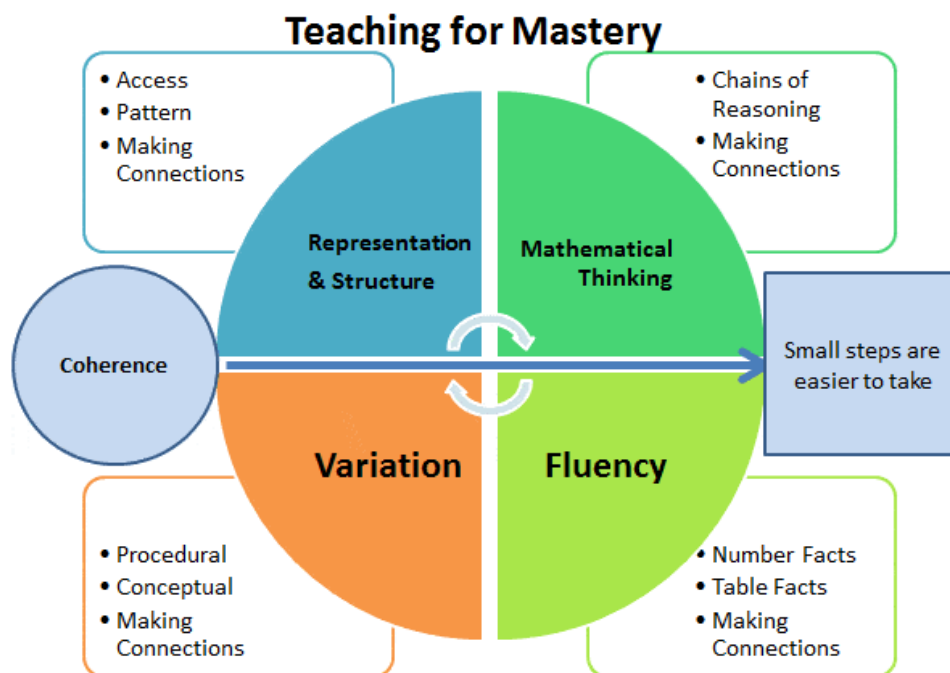 Teaching for Mastery
• Access
• Pattern
• Making
Connections
• Chains of
Reasoning
• Making
Connections
Representation
& Structure
Mathematical
Thinking
Coherence
Small steps are
easier to take
Variation
Fluency
• Procedural
• Conceptual
• Making
Connections
• Number Facts
• Table Facts
• Making
Connections